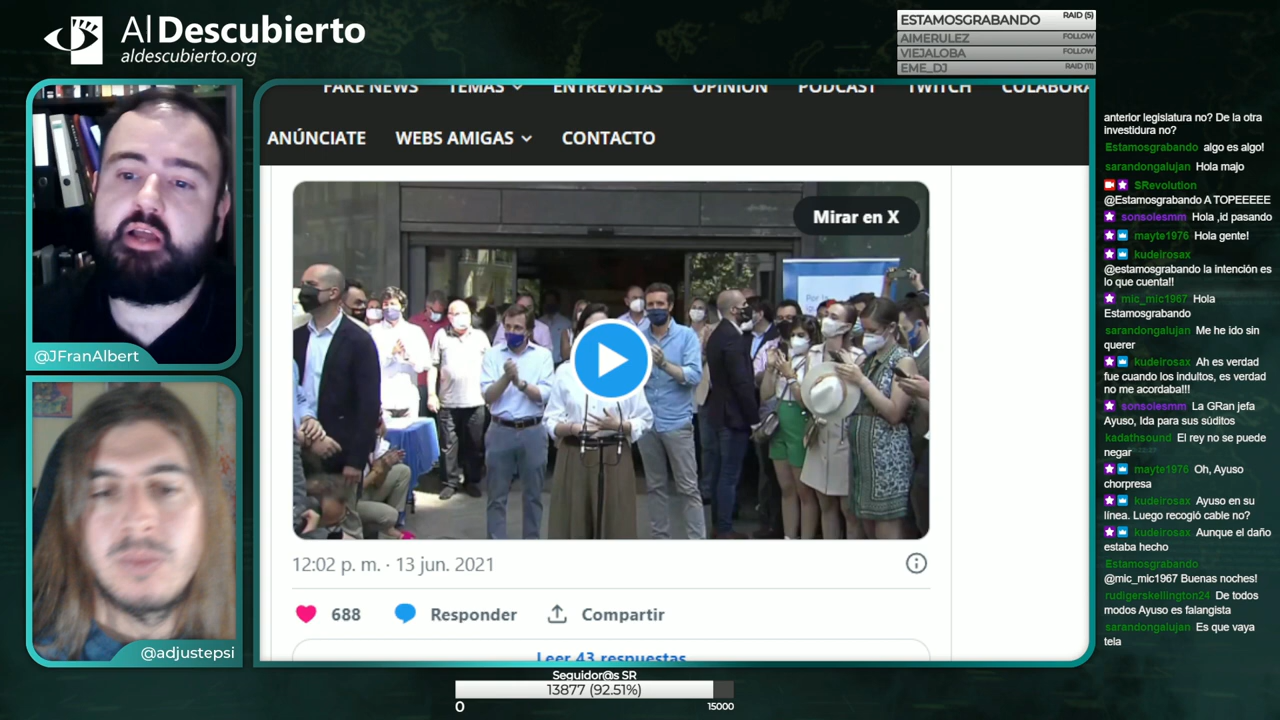 Al Descubierto
aldescubierto.org
ESTAMOSGRABANDO RAID (5)
AIMERULEZ FOLLOW
VIEJALOBA FOLLOW
EME_DJ RAID (11)
@JFranAlbert
@adjustepsi
FAKE NEWS TEMAS ENTREVISTAS OPINIÓN PODCAST TWITCH COLABORA
ANÚNCIATE WEBS AMIGAS CONTACTO
Mirar en X
12:02 p. m. · 13 jun. 2021
688 Responder Compartir
Leer 43 respuestas
anterior legislatura no? De la otra
investidura no?
Estamosgrabando algo es algo!
sarandongalujan Hola majo
SRevolution
@Estamosgrabando A TOPEEEEE
sonsolesmm Hola ,id pasando
mayte1976 Hola gente!
kudeirosax
@estamosgrabando la intención es
lo que cuenta!!
mic_mic1967 Hola
Estamosgrabando
sarandongalujan Me he ido sin
querer
kudeirosax Ah es verdad
fue cuando los indultos, es verdad
no me acordaba!!!
sonsolesmm La GRan jefa
Ayuso, Ida para sus súditos
kadathsound El rey no se puede
negar
mayte1976 Oh, Ayuso
chorpresa
kudeirosax Ayuso en su
línea. Luego recogió cable no?
kudeirosax Aunque el daño
estaba hecho
Estamosgrabando
@mic_mic1967 Buenas noches!
rudigerskellington24 De todos
modos Ayuso es falangista
sarandongalujan Es que vaya
tela
Seguidor@s SR
13877 (92.51%)
0 15000